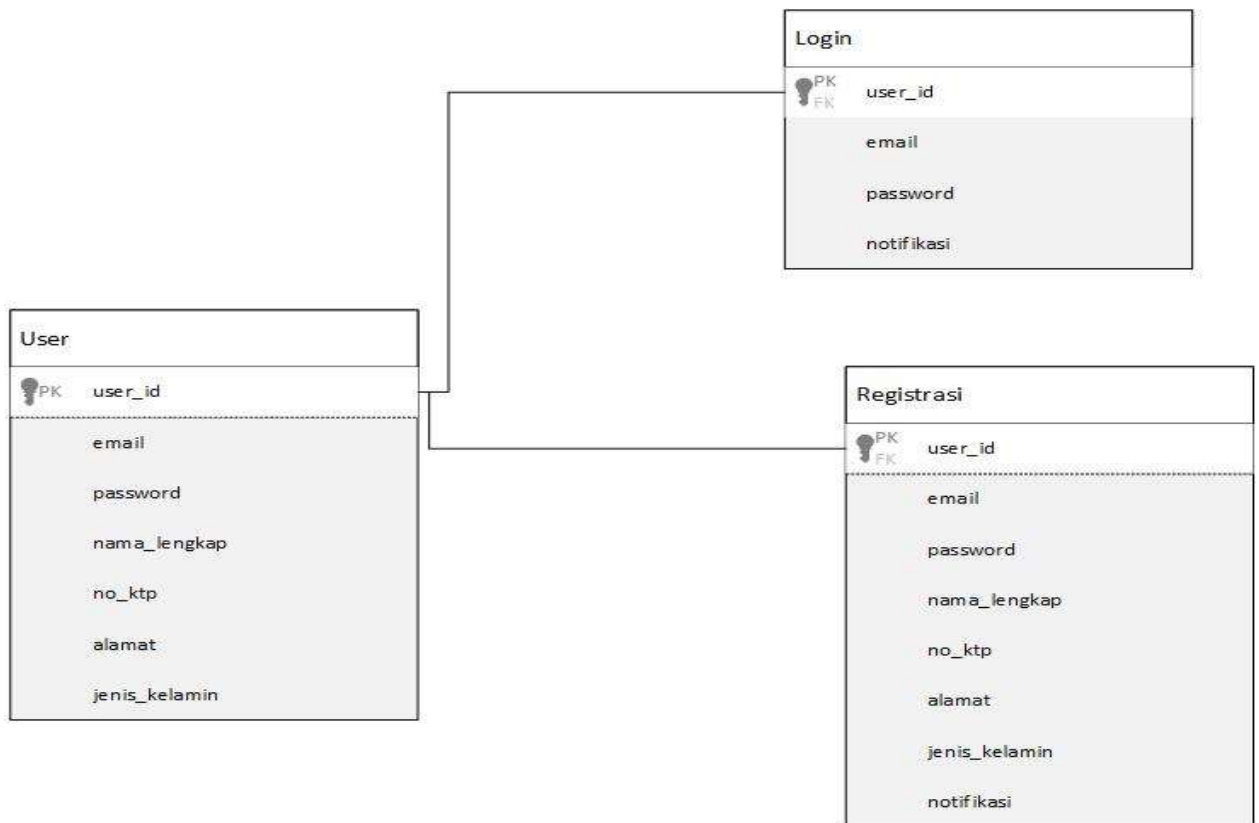 Login
PK
FK
user_id
email
password
notifikasi
User
PK
user_id
email
password
nama_lengkap
no_ktp
alamat
jenis_kelamin
Registrasi
PK
FK
user_id
email
password
nama_lengkap
no_ktp
alamat
jenis_kelamin
notifikasi